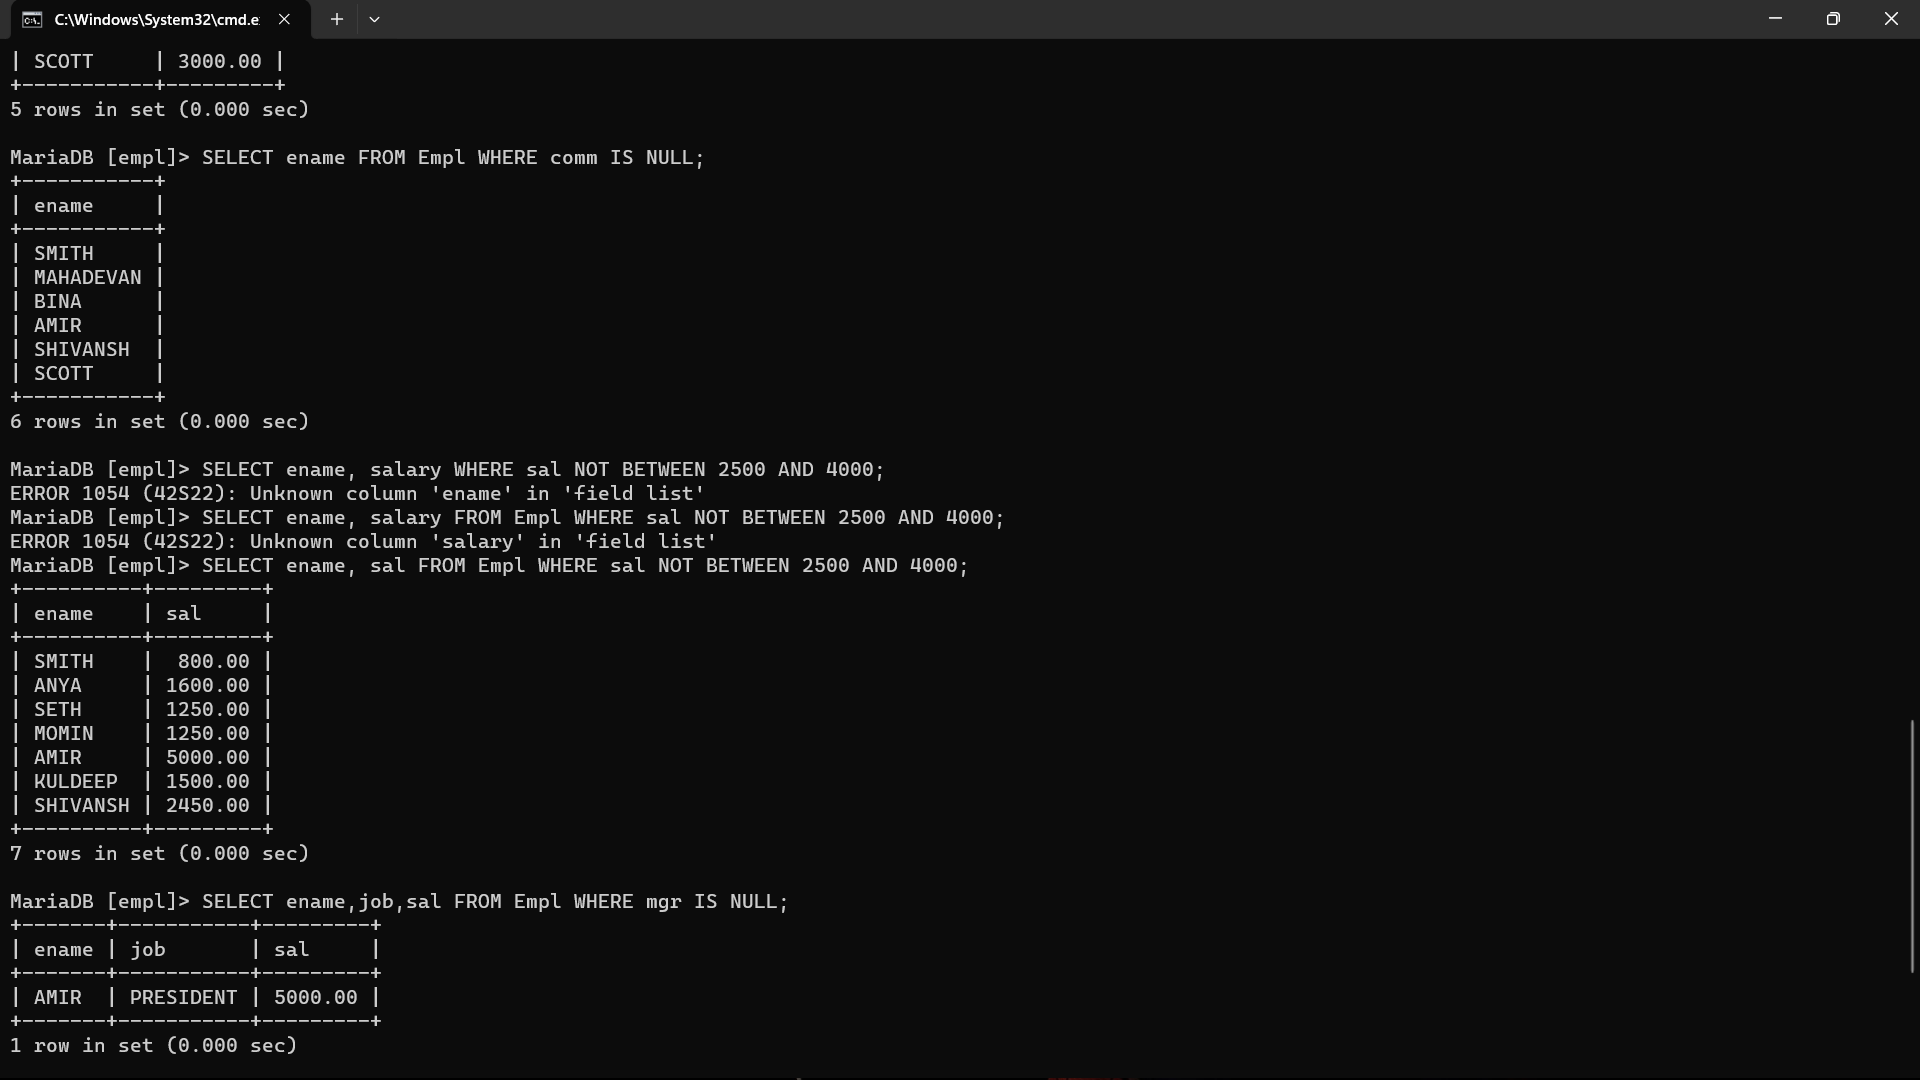 C:\Windows\System32\cmd.e
| SCOTT     | 3000.00 |
+-----------+---------+
5 rows in set (0.000 sec)

MariaDB [empl]> SELECT ename FROM Empl WHERE comm IS NULL;
+-----------+
| ename     |
+-----------+
| SMITH     |
| MAHADEVAN |
| BINA      |
| AMIR      |
| SHIVANSH  |
| SCOTT     |
+-----------+
6 rows in set (0.000 sec)

MariaDB [empl]> SELECT ename, salary WHERE sal NOT BETWEEN 2500 AND 4000;
ERROR 1054 (42S22): Unknown column 'ename' in 'field list'
MariaDB [empl]> SELECT ename, salary FROM Empl WHERE sal NOT BETWEEN 2500 AND 4000;
ERROR 1054 (42S22): Unknown column 'salary' in 'field list'
MariaDB [empl]> SELECT ename, sal FROM Empl WHERE sal NOT BETWEEN 2500 AND 4000;
+----------+---------+
| ename    | sal     |
+----------+---------+
| SMITH    |  800.00 |
| ANYA     | 1600.00 |
| SETH     | 1250.00 |
| MOMIN    | 1250.00 |
| AMIR     | 5000.00 |
| KULDEEP  | 1500.00 |
| SHIVANSH | 2450.00 |
+----------+---------+
7 rows in set (0.000 sec)

MariaDB [empl]> SELECT ename,job,sal FROM Empl WHERE mgr IS NULL;
+-------+-----------+---------+
| ename | job       | sal     |
+-------+-----------+---------+
| AMIR  | PRESIDENT | 5000.00 |
+-------+-----------+---------+
1 row in set (0.000 sec)